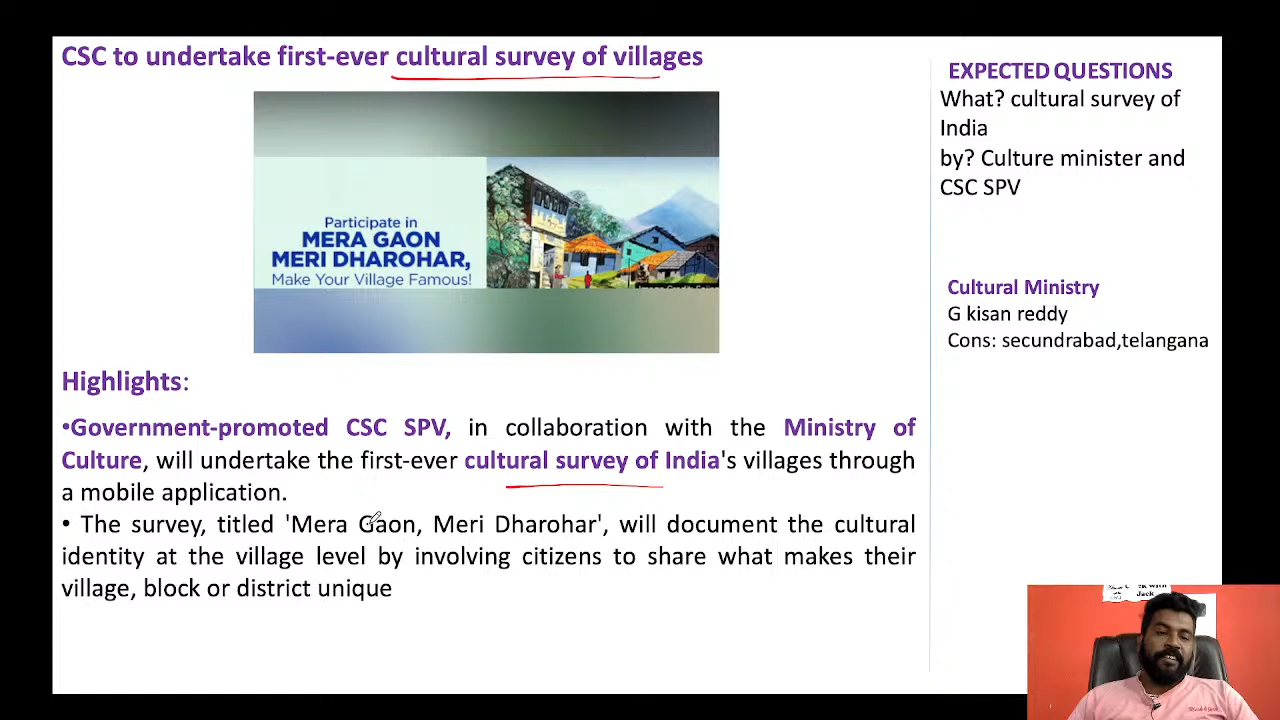 CSC to undertake first-ever cultural survey of villages
Participate in
MERA GAON
MERI DHAROHAR,
Make Your Village Famous!
Highlights:
•Government-promoted CSC SPV, in collaboration with the Ministry of
Culture, will undertake the first-ever cultural survey of India's villages through
a mobile application.
• The survey, titled 'Mera Gaon, Meri Dharohar', will document the cultural
identity at the village level by involving citizens to share what makes their
village, block or district unique
EXPECTED QUESTIONS
What? cultural survey of
India
by? Culture minister and
CSC SPV
Cultural Ministry
G kisan reddy
Cons: secundrabad,telangana
Jack